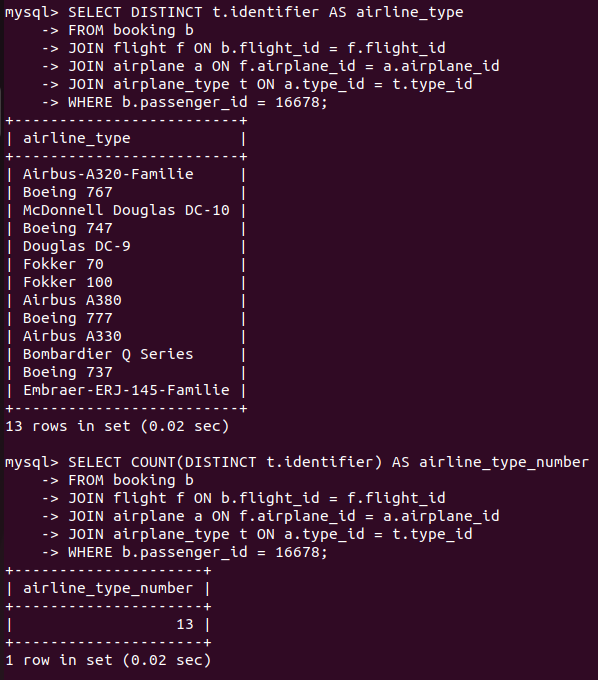 mysql> SELECT DISTINCT t.identifier AS airline_type
    -> FROM booking b
    -> JOIN flight f ON b.flight_id = f.flight_id
    -> JOIN airplane a ON f.airplane_id = a.airplane_id
    -> JOIN airplane_type t ON a.type_id = t.type_id
    -> WHERE b.passenger_id = 16678;
+-------------------------+
| airline_type            |
+-------------------------+
| Airbus-A320-Familie     |
| Boeing 767              |
| McDonnell Douglas DC-10 |
| Boeing 747              |
| Douglas DC-9            |
| Fokker 70               |
| Fokker 100              |
| Airbus A380             |
| Boeing 777              |
| Airbus A330             |
| Bombardier Q Series     |
| Boeing 737              |
| Embraer-ERJ-145-Familie |
+-------------------------+
13 rows in set (0.02 sec)

mysql> SELECT COUNT(DISTINCT t.identifier) AS airline_type_number
    -> FROM booking b
    -> JOIN flight f ON b.flight_id = f.flight_id
    -> JOIN airplane a ON f.airplane_id = a.airplane_id
    -> JOIN airplane_type t ON a.type_id = t.type_id
    -> WHERE b.passenger_id = 16678;
+---------------------+
| airline_type_number |
+---------------------+
|                  13 |
+---------------------+
1 row in set (0.02 sec)